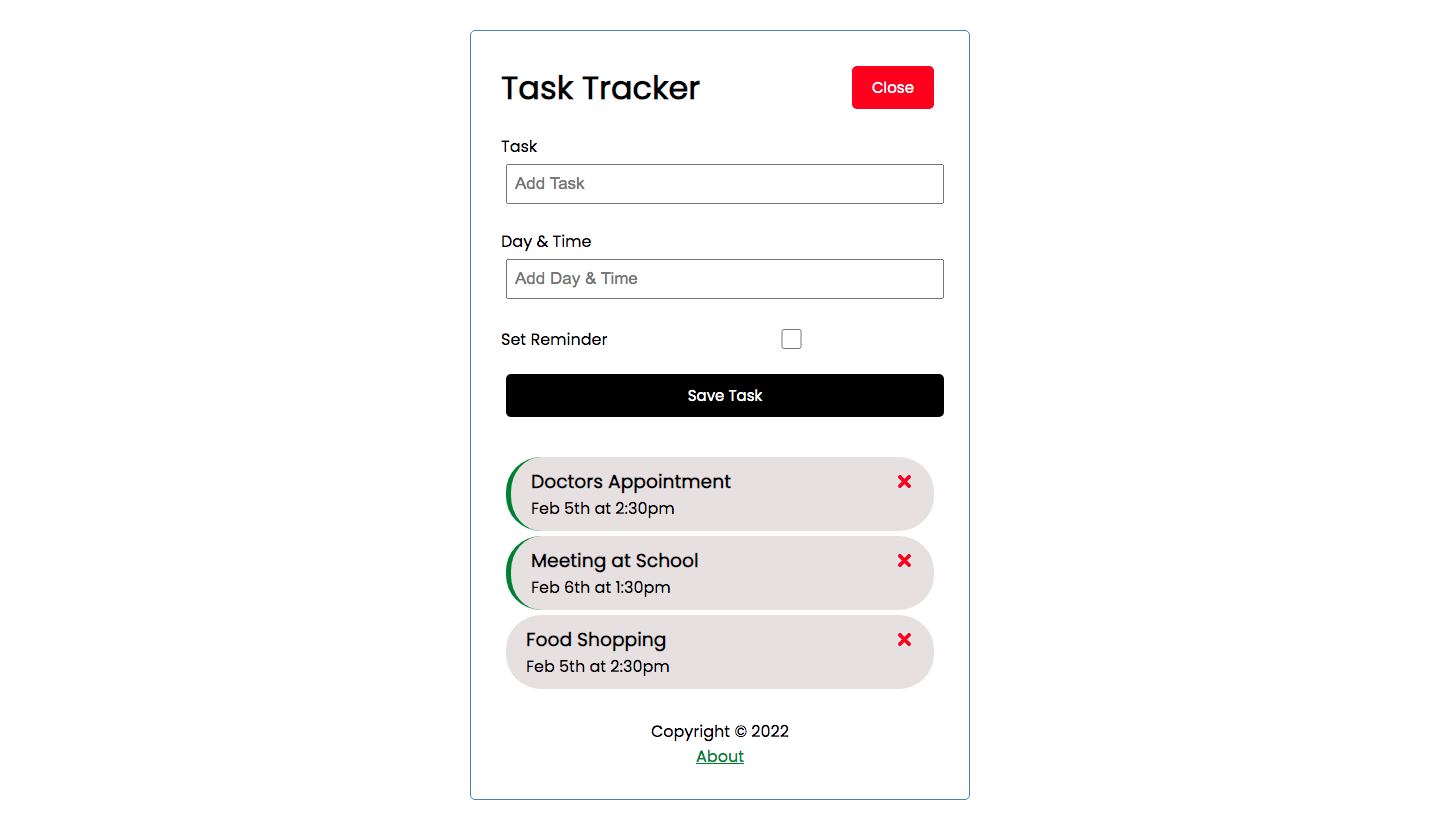 Task Tracker
Close
Task
Add Task
Day & Time
Add Day & Time
Set Reminder
Save Task
Doctors Appointment
Feb 5th at 2:30pm
Meeting at School
Feb 6th at 1:30pm
Food Shopping
Feb 5th at 2:30pm
Copyright © 2022
About